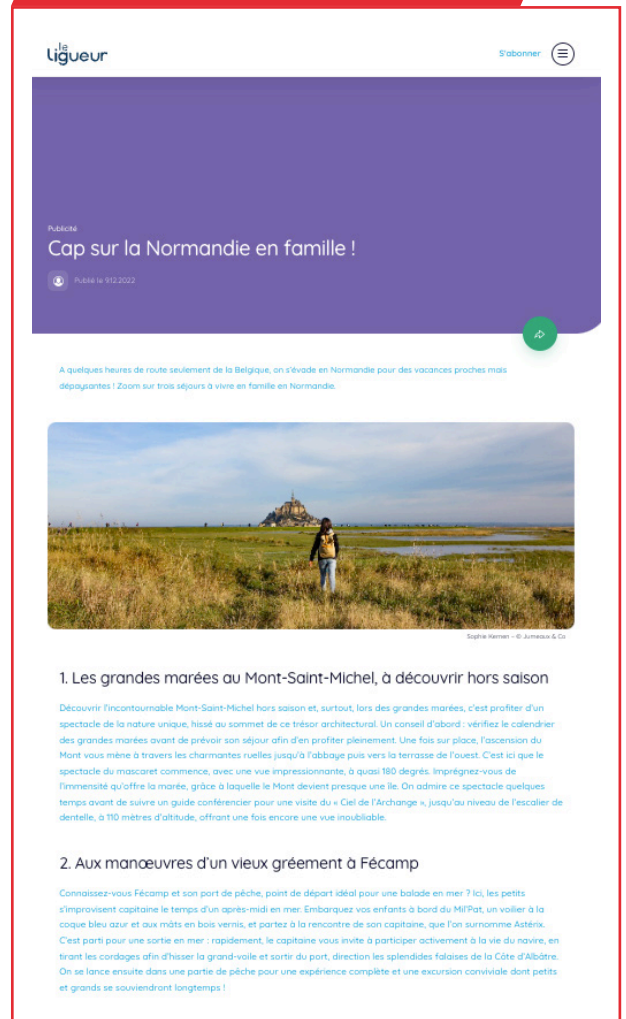 le
ligueur
S'abonner
Publicité
Cap sur la Normandie en famille !
Publié le 9.12.2022
A quelques heures de route seulement de la Belgique, on s'évade en Normandie pour des vacances proches mais
dépaysantes ! Zoom sur trois séjours à vivre en famille en Normandie.
Sophie Kernen – © Jumeaux & Co
1. Les grandes marées au Mont-Saint-Michel, à découvrir hors saison
Découvrir l'incontournable Mont-Saint-Michel hors saison et, surtout, lors des grandes marées, c'est profiter d'un
spectacle de la nature unique, hissé au sommet de ce trésor architectural. Un conseil d'abord : vérifiez le calendrier
des grandes marées avant de prévoir son séjour afin d'en profiter pleinement. Une fois sur place, l'ascension du
Mont vous mène à travers les charmantes ruelles jusqu'à l'abbaye puis vers la terrasse de l'ouest. C'est ici que le
spectacle du mascaret commence, avec une vue impressionnante, à quasi 180 degrés. Imprégnez-vous de
l'immensité qu'offre la marée, grâce à laquelle le Mont devient presque une île. On admire ce spectacle quelques
temps avant de suivre un guide conférencier pour une visite du « Ciel de l'Archange », jusqu'au niveau de l'escalier de
dentelle, à 110 mètres d'altitude, offrant une fois encore une vue inoubliable.
2. Aux manœuvres d'un vieux gréement à Fécamp
Connaissez-vous Fécamp et son port de pêche, point de départ idéal pour une balade en mer ? Ici, les petits
s'improvisent capitaine le temps d'un après-midi en mer. Embarquez vos enfants à bord du Mil'Pat, un voilier à la
coque bleu azur et aux mâts en bois vernis, et partez à la rencontre de son capitaine, que l'on surnomme Astérix.
C'est parti pour une sortie en mer : rapidement, le capitaine vous invite à participer activement à la vie du navire, en
tirant les cordages afin d'hisser la grand-voile et sortir du port, direction les splendides falaises de la Côte d'Albâtre.
On se lance ensuite dans une partie de pêche pour une expérience complète et une excursion conviviale dont petits
et grands se souviendront longtemps !